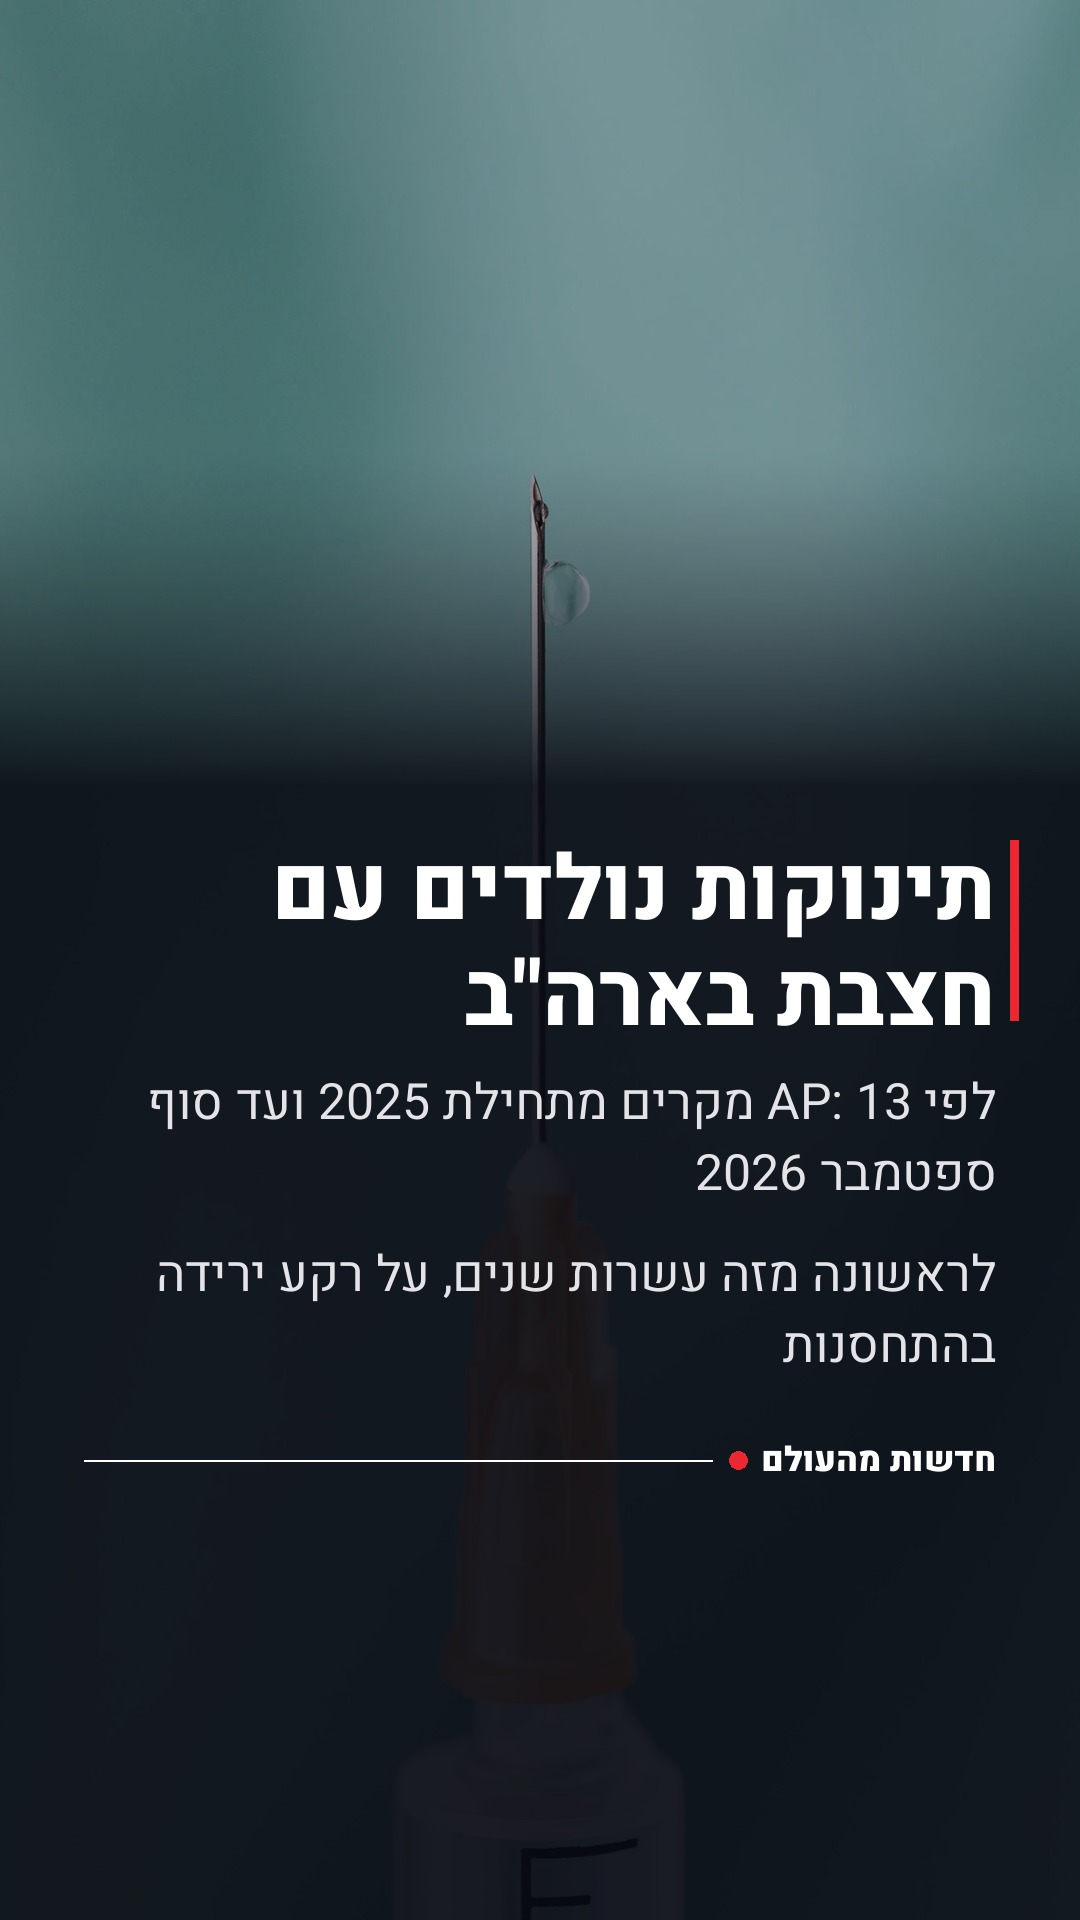 תינוקות נולדים עם
חצבת בארה"ב
לפי AP: 13 מקרים מתחילת 2025 ועד סוף
ספטמבר 2026
לראשונה מזה עשרות שנים, על רקע ירידה
בהתחסנות
חדשות מהעולם